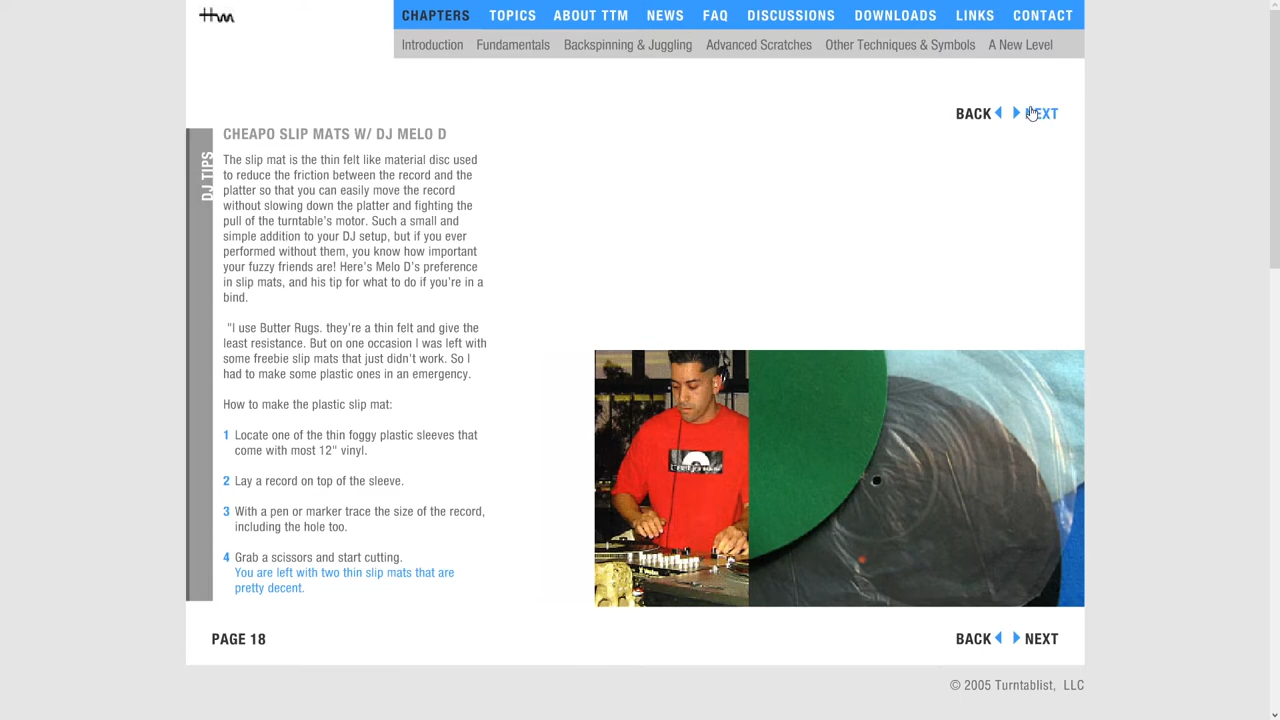 ttm
CHAPTERS TOPICS ABOUT TTM NEWS FAQ DISCUSSIONS DOWNLOADS LINKS CONTACT
Introduction Fundamentals Backspinning & Juggling Advanced Scratches Other Techniques & Symbols A New Level
BACK NEXT
DJ TIPS
CHEAPO SLIP MATS W/ DJ MELO D
The slip mat is the thin felt like material disc used
to reduce the friction between the record and the
platter so that you can easily move the record
without slowing down the platter and fighting the
pull of the turntable's motor. Such a small and
simple addition to your DJ setup, but if you ever
performed without them, you know how important
your fuzzy friends are! Here's Melo D's preference
in slip mats, and his tip for what to do if you're in a
bind.
"I use Butter Rugs. they're a thin felt and give the
least resistance. But on one occasion I was left with
some freebie slip mats that just didn't work. So I
had to make some plastic ones in an emergency.
How to make the plastic slip mat:
1 Locate one of the thin foggy plastic sleeves that
come with most 12" vinyl.
2 Lay a record on top of the sleeve.
3 With a pen or marker trace the size of the record,
including the hole too.
4 Grab a scissors and start cutting.
You are left with two thin slip mats that are
pretty decent.
PAGE 18
BACK NEXT
© 2005 Turntablist, LLC